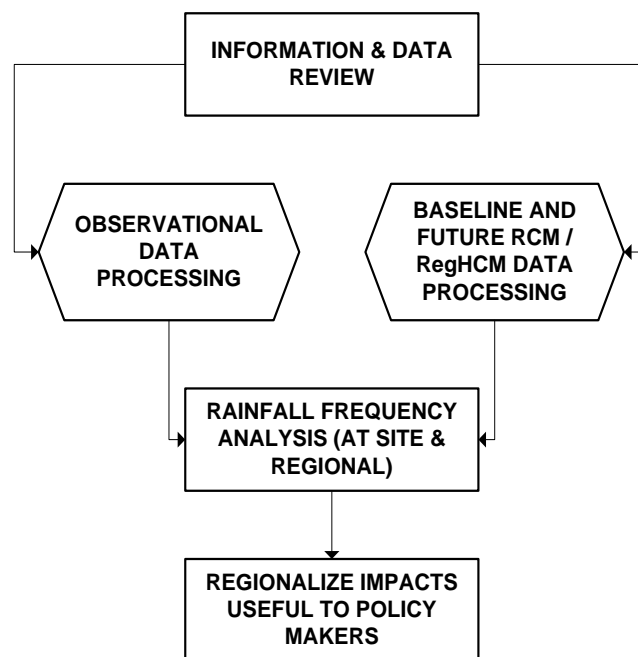 INFORMATION & DATA
REVIEW
OBSERVATIONAL
DATA
PROCESSING
BASELINE AND
FUTURE RCM /
RegHCM DATA
PROCESSING
RAINFALL FREQUENCY
ANALYSIS (AT SITE &
REGIONAL)
REGIONALIZE IMPACTS
USEFUL TO POLICY
MAKERS